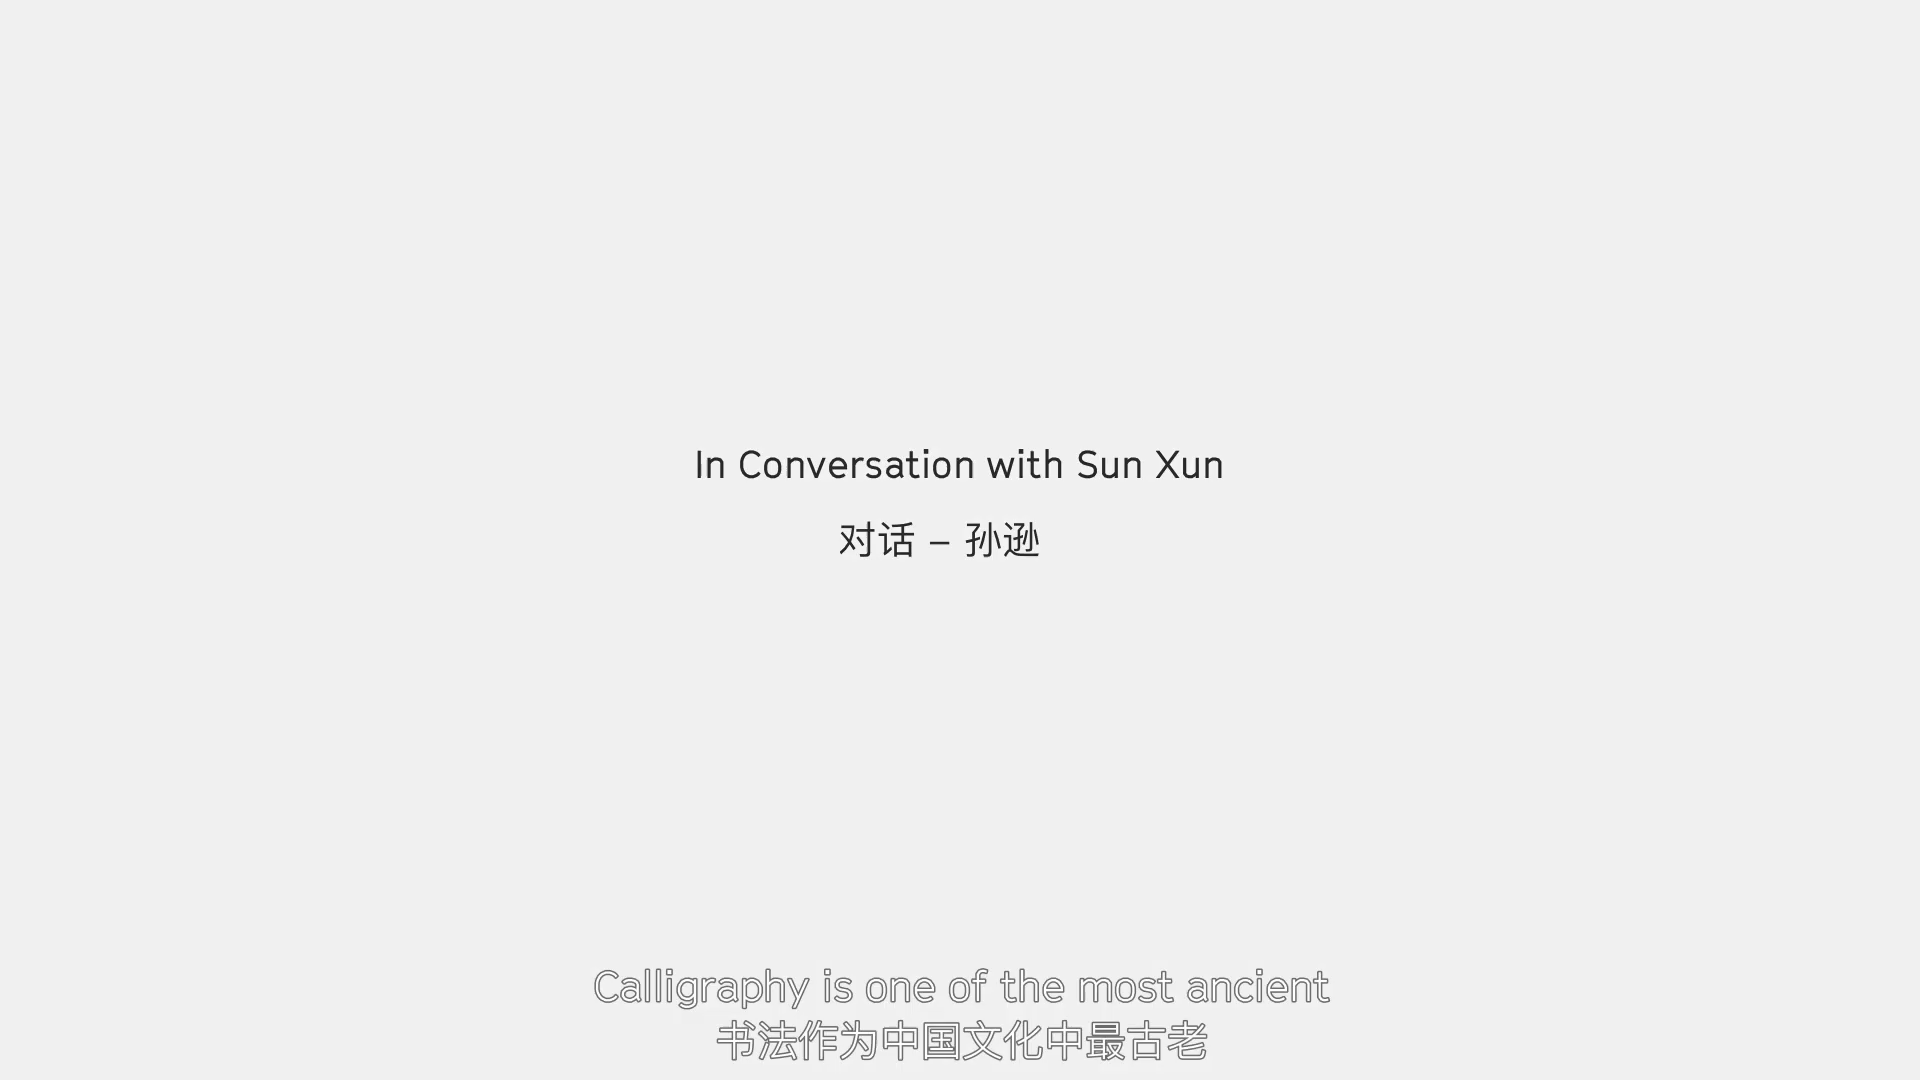 In Conversation with Sun Xun
对话 – 孙逊
Calligraphy is one of the most ancient
书法作为中国文化中最古老